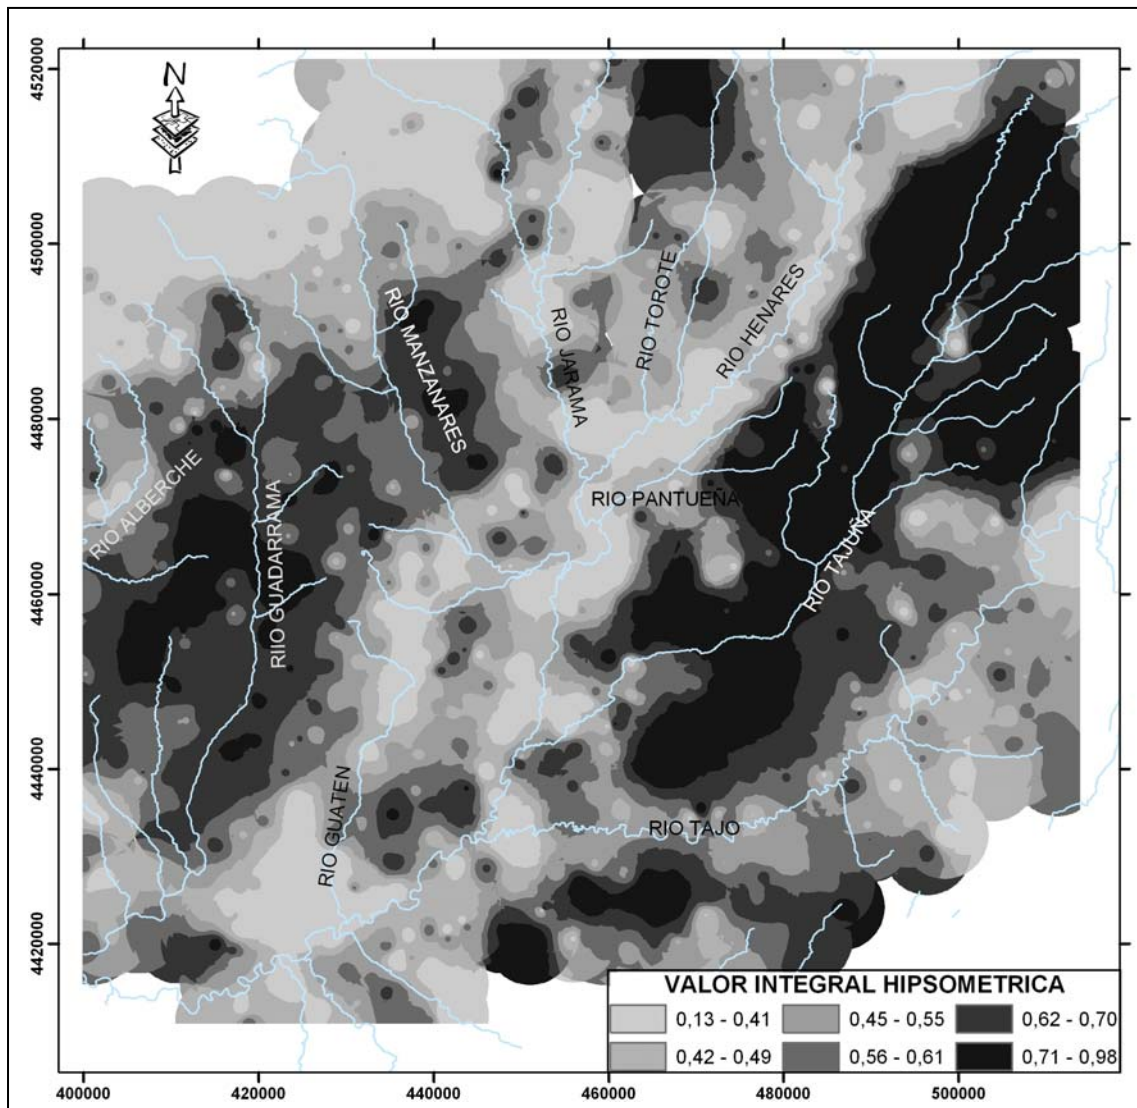 N
4520000
4500000
4480000
4460000
4440000
4420000
RIO MANZANARES
RIO JARAMA
RIO TOROTE
RIO HENARES
RIO ALBERCHE
RIIO GUADARRAMA
RIO PANTUEÑA
RIO TAJUÑA
RIO GUATEN
RIO TAJO
VALOR INTEGRAL HIPSOMETRICA
0,13 - 0,41 0,45 - 0,55 0,62 - 0,70
0,42 - 0,49 0,56 - 0,61 0,71 - 0,98
400000 420000 440000 460000 480000 500000